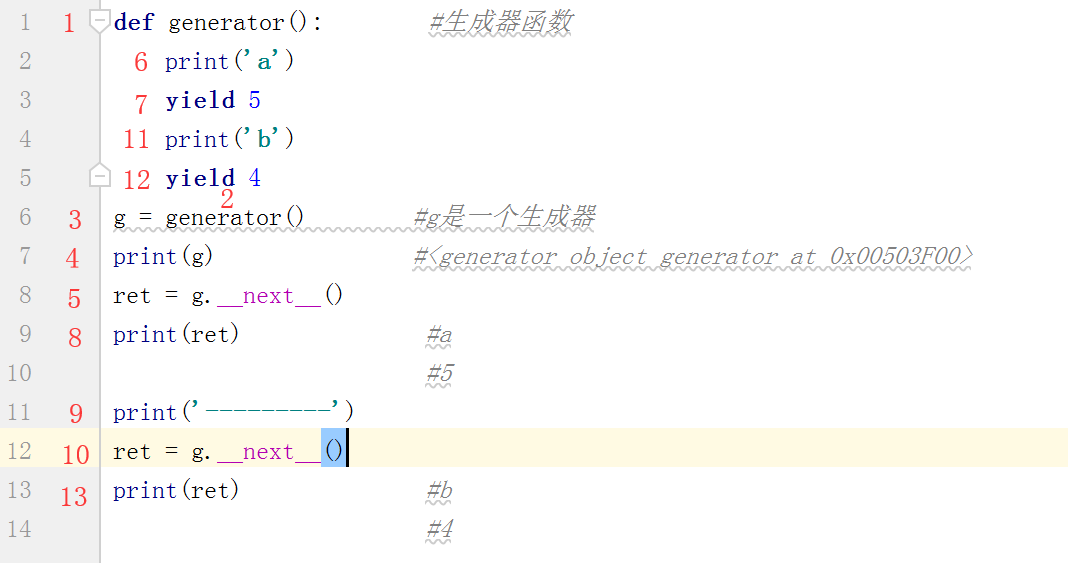 1 1 def generator(): #生成器函数
2 6 print('a')
3 7 yield 5
4 11 print('b')
5 12 yield 4
2
6 3 g = generator() #g是一个生成器
7 4 print(g) #<generator object generator at 0x00503F00>
8 5 ret = g.__next__()
9 8 print(ret) #a
10 #5
11 9 print('----------')
12 10 ret = g.__next__()
13 13 print(ret) #b
14 #4